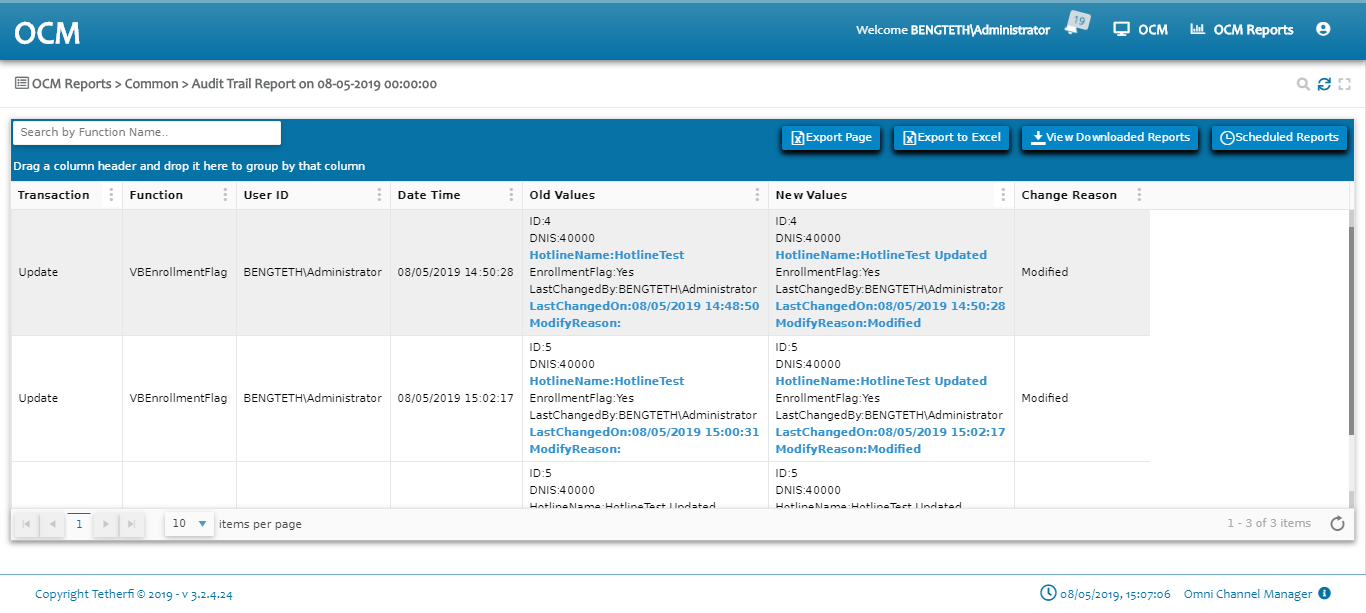 OCM
Welcome BENGTETH\Administrator
19
OCM
OCM Reports
OCM Reports > Common > Audit Trail Report on 08-05-2019 00:00:00
Search by Function Name..
Export Page
Export to Excel
View Downloaded Reports
Scheduled Reports
Drag a column header and drop it here to group by that column
Transaction
Function
User ID
Date Time
Old Values
New Values
Change Reason
Update
VBEnrollmentFlag
BENGTETH\Administrator
08/05/2019 14:50:28
ID:4
DNIS:40000
HotlineName:HotlineTest
EnrollmentFlag:Yes
LastChangedBy:BENGTETH\Administrator
LastChangedOn:08/05/2019 14:48:50
ModifyReason:
ID:4
DNIS:40000
HotlineName:HotlineTest Updated
EnrollmentFlag:Yes
LastChangedBy:BENGTETH\Administrator
LastChangedOn:08/05/2019 14:50:28
ModifyReason:Modified
Modified
Update
VBEnrollmentFlag
BENGTETH\Administrator
08/05/2019 15:02:17
ID:5
DNIS:40000
HotlineName:HotlineTest
EnrollmentFlag:Yes
LastChangedBy:BENGTETH\Administrator
LastChangedOn:08/05/2019 15:00:31
ModifyReason:
ID:5
DNIS:40000
HotlineName:HotlineTest Updated
EnrollmentFlag:Yes
LastChangedBy:BENGTETH\Administrator
LastChangedOn:08/05/2019 15:02:17
ModifyReason:Modified
Modified
ID:5
DNIS:40000
HotlineName:HotlineTest Updated
ID:5
DNIS:40000
HotlineName:HotlineTest Updated
1
10
items per page
1 - 3 of 3 items
Copyright Tetherfi © 2019 - v 3.2.4.24
08/05/2019, 15:07:06
Omni Channel Manager